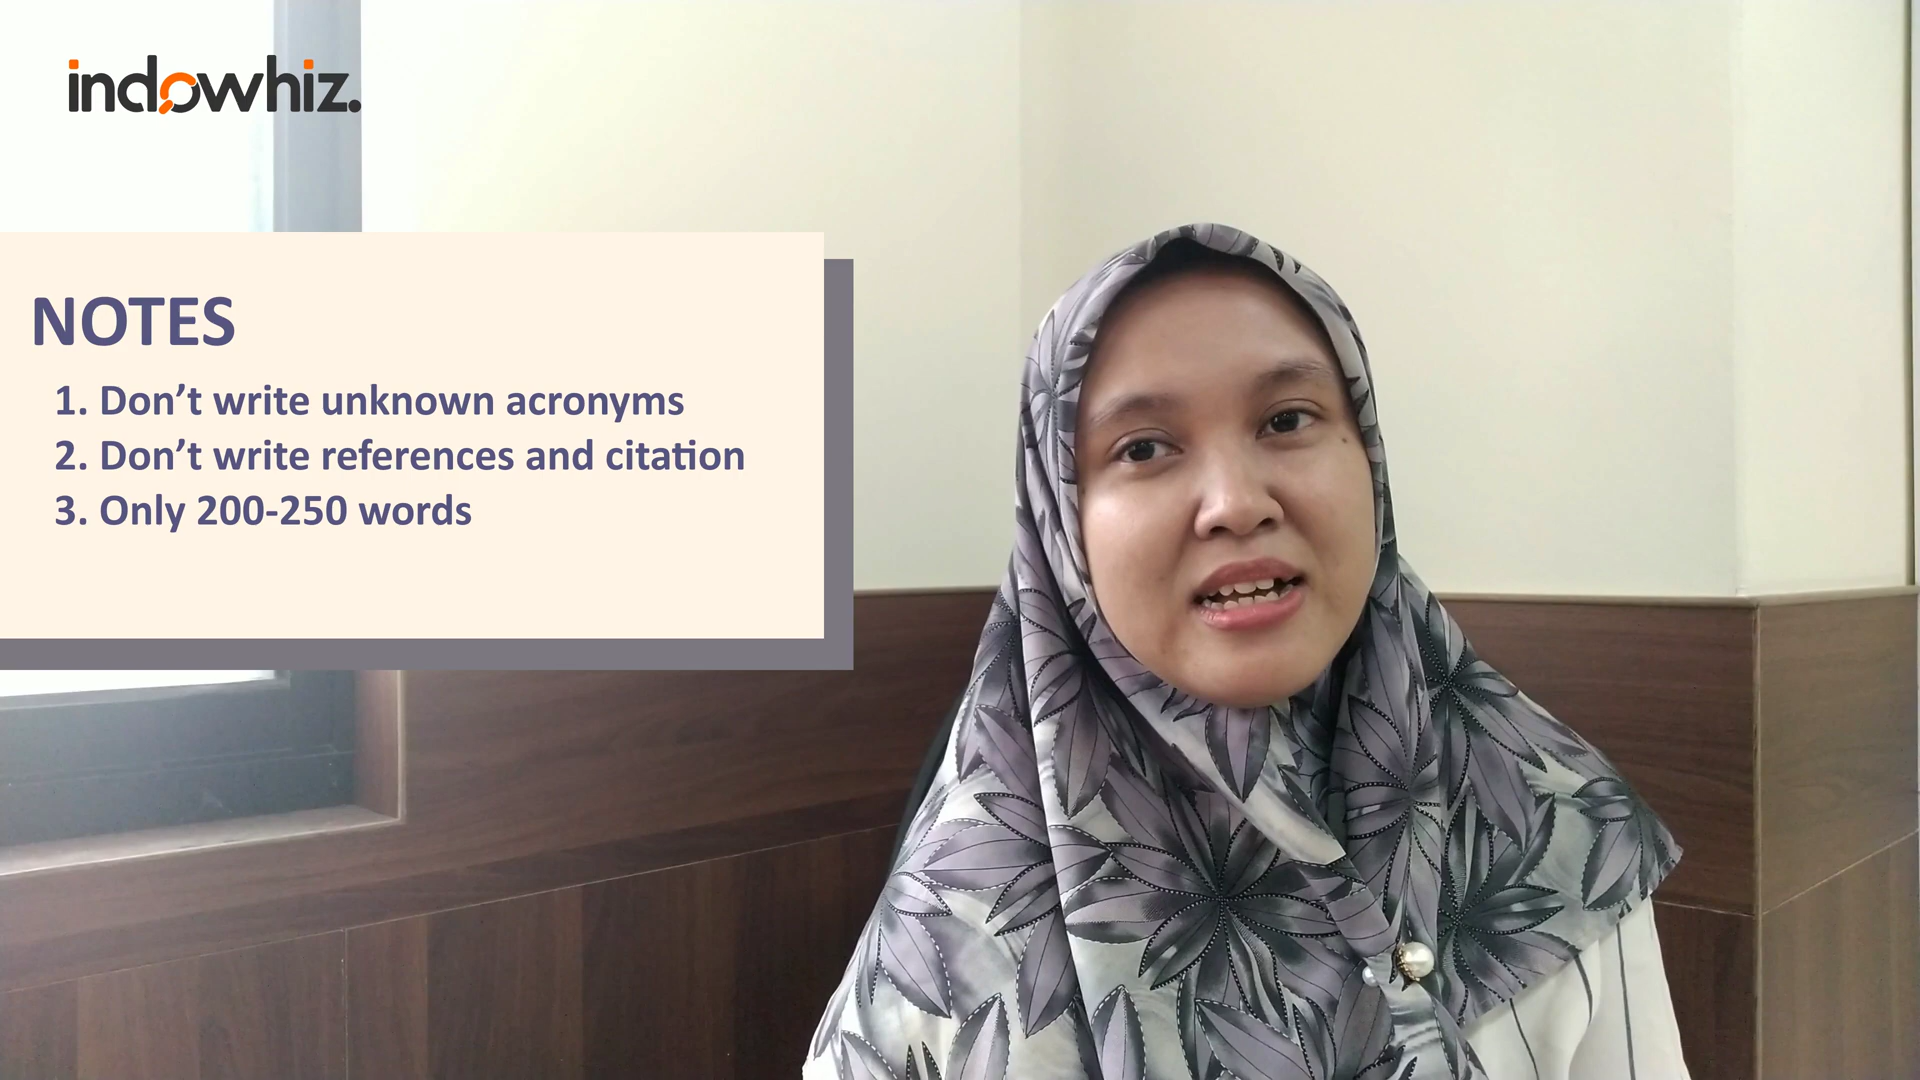 indowhiz.
NOTES
1. Don’t write unknown acronyms
2. Don’t write references and citation
3. Only 200-250 words